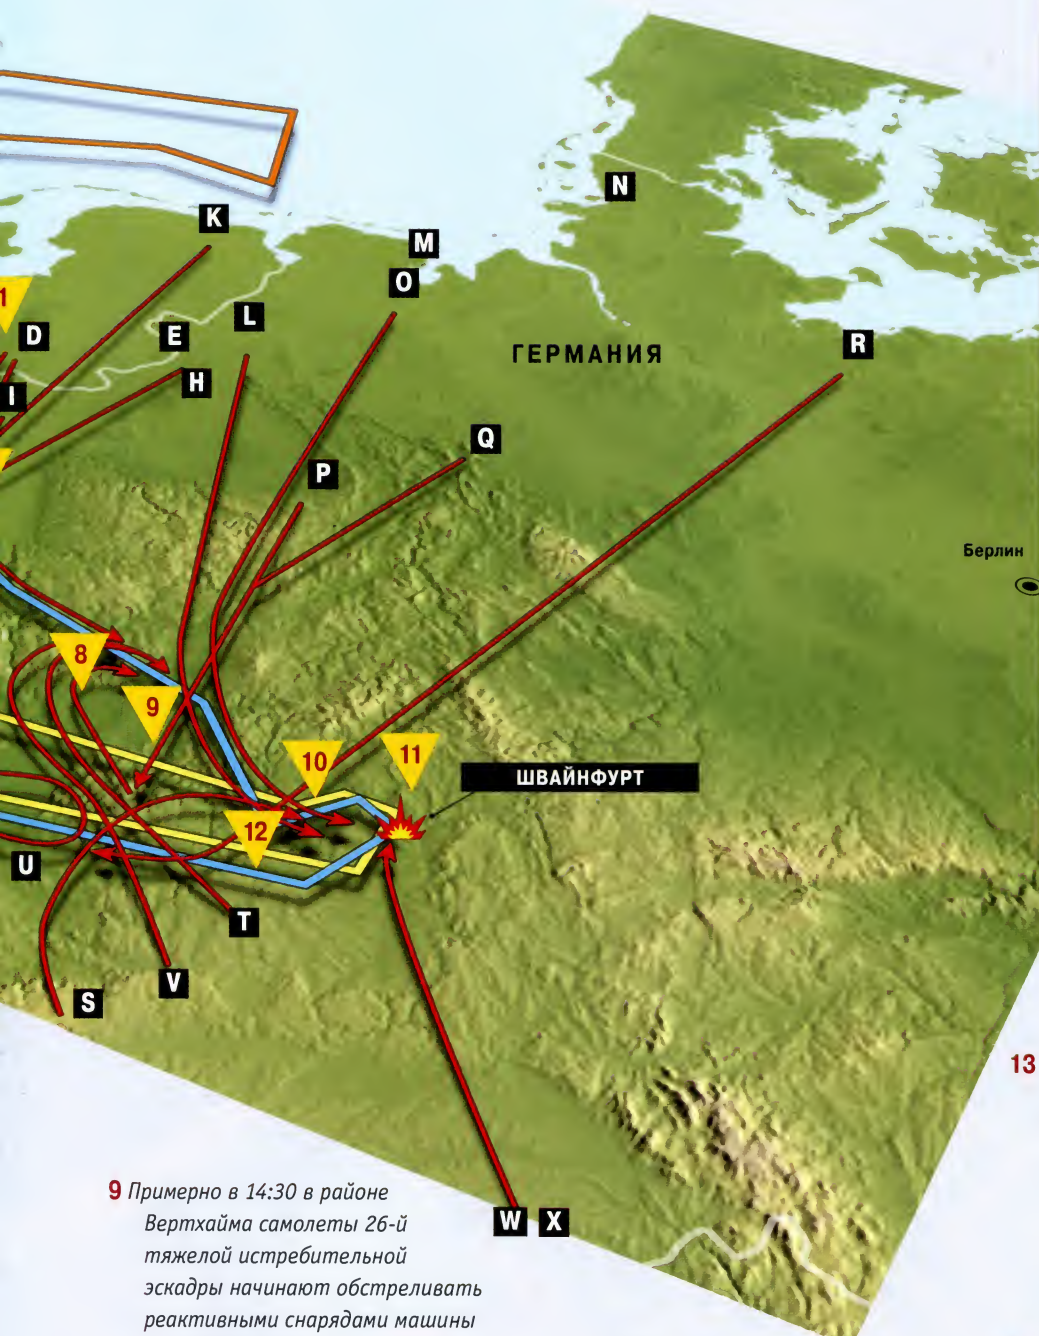 K
N
M
O
1
D
E
L
ГЕРМАНИЯ
R
I
H
Q
P
Берлин
8
9
10
11
ШВАЙНФУРТ
12
U
T
V
S
13
9 Примерно в 14:30 в районе
Вертхайма самолеты 26-й
тяжелой истребительной
эскадры начинают обстреливать
реактивными снарядами машины
W X